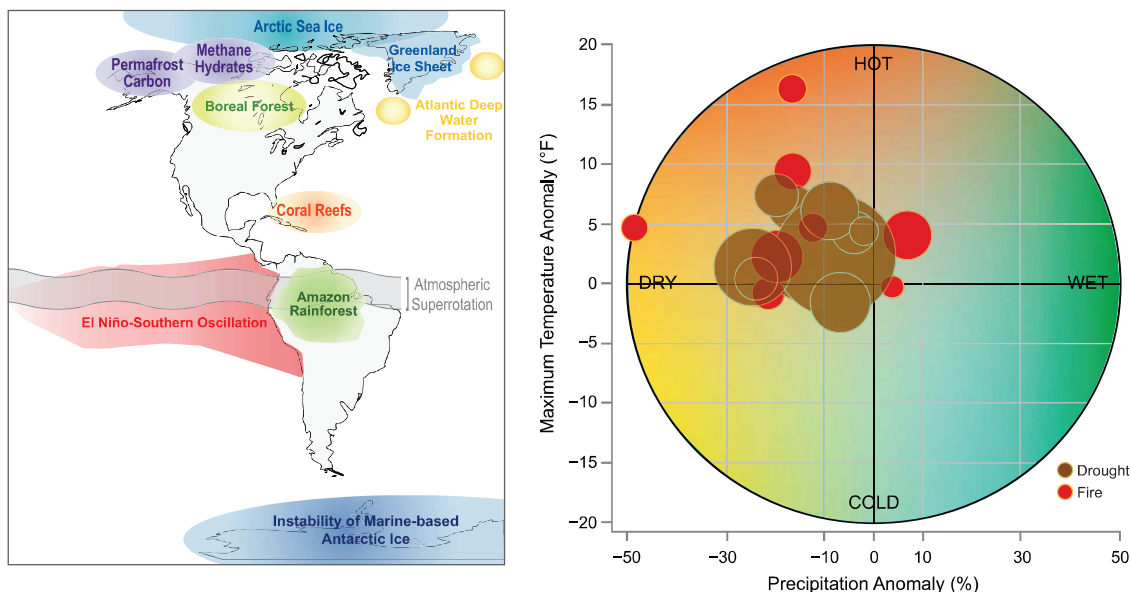 Arctic Sea Ice
Methane
Hydrates
Permafrost
Carbon
Greenland
Ice Sheet
Boreal Forest
Atlantic Deep
Water
Formation
Coral Reefs
Atmospheric
Superrotation
Amazon
Rainforest
El Niño-Southern Oscillation
Instability of Marine-based
Antarctic Ice
Maximum Temperature Anomaly (°F)
20
15
10
5
0
−5
−10
−15
−20
HOT
DRY
WET
COLD
Drought
Fire
−50
−30
−10
0
10
30
50
Precipitation Anomaly (%)